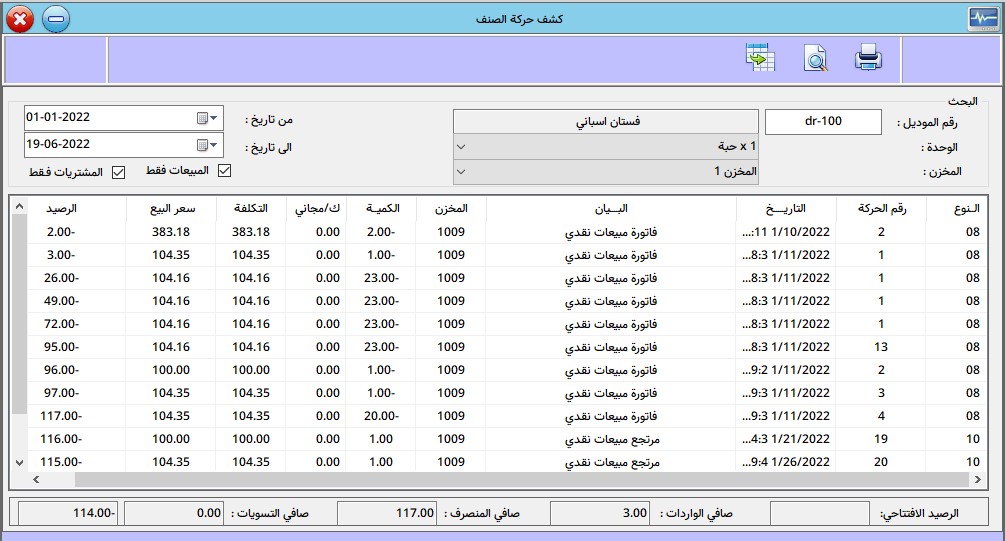 كشف حركة الصنف
البحث
رقم الموديل : dr-100 فستان اسباني من تاريخ : 01-01-2022
الوحدة : 1 x حبة الى تاريخ : 19-06-2022
المخزن : المخزن 1 المبيعات فقط المشتريات فقط
النوع رقم الحركة التاريـــخ البـــيان المخزن الكميـة ك/مجاني التكلفة سعر البيع الرصيد
08 2 1/10/2022 11:... فاتورة مبيعات نقدي 1009 2.00- 0.00 383.18 383.18 2.00-
08 1 1/11/2022 8:3... فاتورة مبيعات نقدي 1009 1.00- 0.00 104.35 104.35 3.00-
08 1 1/11/2022 8:3... فاتورة مبيعات نقدي 1009 23.00- 0.00 104.16 104.16 26.00-
08 1 1/11/2022 8:3... فاتورة مبيعات نقدي 1009 23.00- 0.00 104.16 104.16 49.00-
08 1 1/11/2022 8:3... فاتورة مبيعات نقدي 1009 23.00- 0.00 104.16 104.16 72.00-
08 13 1/11/2022 8:3... فاتورة مبيعات نقدي 1009 23.00- 0.00 104.16 104.16 95.00-
08 2 1/11/2022 9:2... فاتورة مبيعات نقدي 1009 1.00- 0.00 100.00 100.00 96.00-
08 3 1/11/2022 9:3... فاتورة مبيعات نقدي 1009 1.00- 0.00 104.35 104.35 97.00-
08 4 1/11/2022 9:3... فاتورة مبيعات نقدي 1009 20.00- 0.00 104.35 104.35 117.00-
10 19 1/21/2022 4:3... مرتجع مبيعات نقدي 1009 1.00 0.00 100.00 100.00 116.00-
10 20 1/26/2022 9:4... مرتجع مبيعات نقدي 1009 1.00 0.00 104.35 104.35 115.00-
الرصيد الافتتاحي: صافي الواردات : 3.00 صافي المنصرف : 117.00 صافي التسويات : 0.00 114.00-